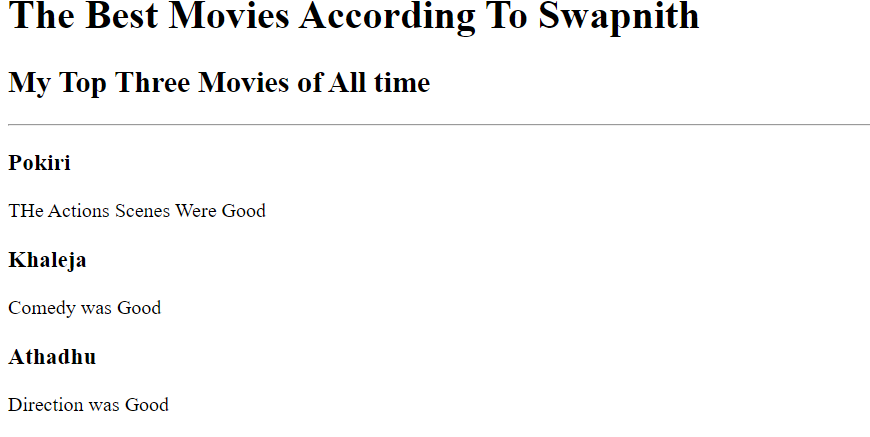 The Best Movies According To Swapnith
My Top Three Movies of All time
Pokiri
THe Actions Scenes Were Good
Khaleja
Comedy was Good
Athadhu
Direction was Good